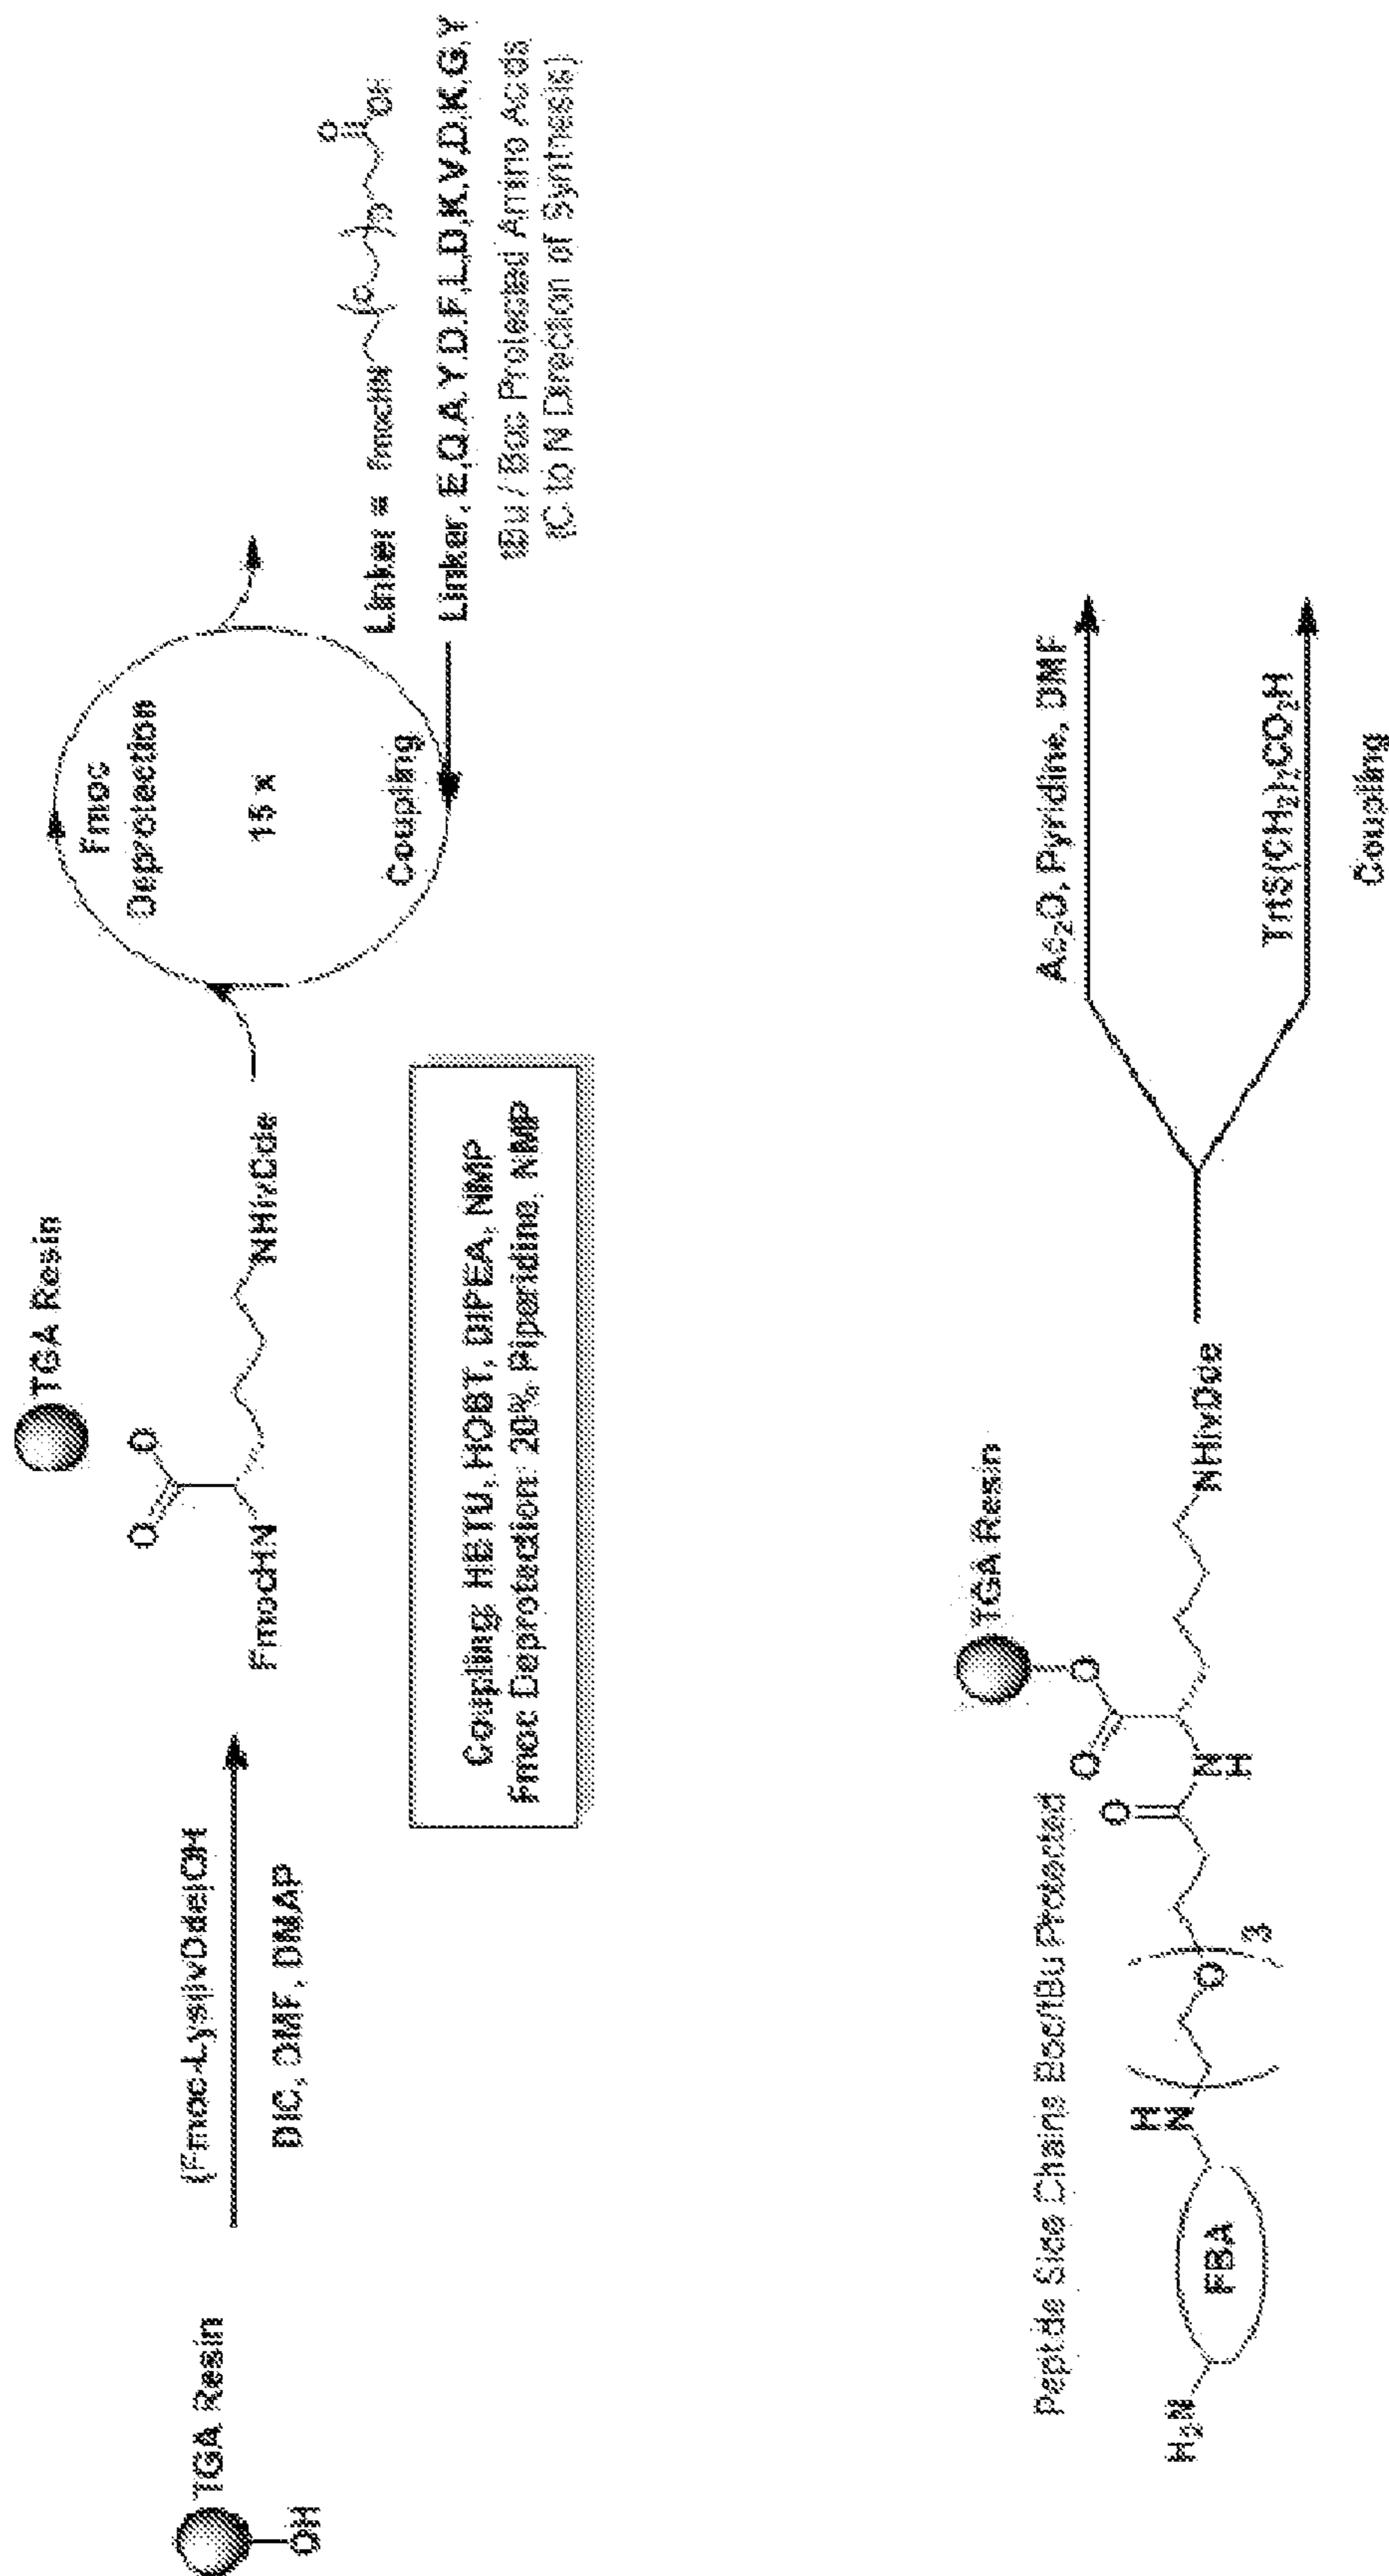 TGA Resin
OH
(Fmoc-Lys(ivDde)OH
DIC, DMF, DMAP
TGA Resin
O
O
FmocHN
NHivCde
Fmoc
Deprotection
15 x
Coupling
Linker = FmocHN
O
3
O
OH
Linker, E,Q,A,Y,D,F,L,D,K,V,D,K,G,Y
tBu / Boc Protected Amino Acids
(C to N Direction of Synthesis)
Coupling: HBTU, HOBT, DIPEA, NMP
Fmoc Deprotection: 20% Piperidine, NMP
Peptide Side Chains Boc/tBu Protected
TGA Resin
H₂N
FBA
H
N
O
3
O
N
H
O
O
NHivDde
Ac₂O, Pyridine, DMF
TrtS(CH₂)₂CO₂H
Coupling